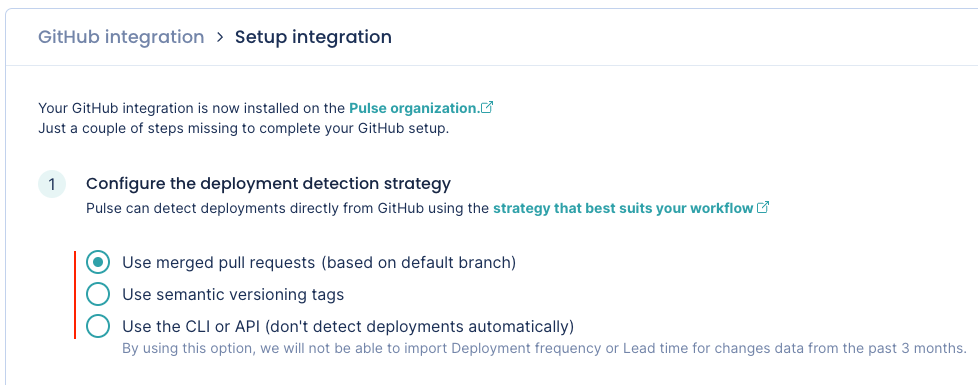 GitHub integration > Setup integration
Your GitHub integration is now installed on the Pulse organization.
Just a couple of steps missing to complete your GitHub setup.
1 Configure the deployment detection strategy
Pulse can detect deployments directly from GitHub using the strategy that best suits your workflow
Use merged pull requests (based on default branch)
Use semantic versioning tags
Use the CLI or API (don't detect deployments automatically)
By using this option, we will not be able to import Deployment frequency or Lead time for changes data from the past 3 months.